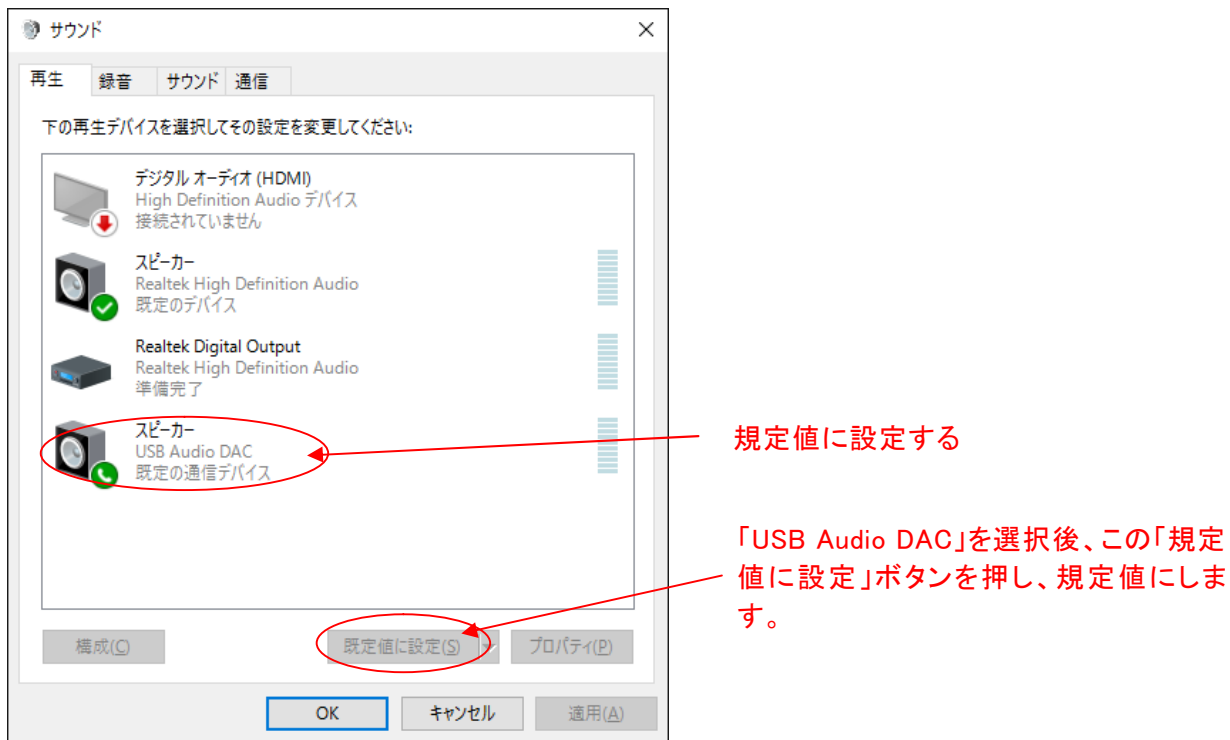 サウンド
再生 録音 サウンド 通信
下の再生デバイスを選択してその設定を変更してください:
デジタル オーディオ (HDMI)
High Definition Audio デバイス
接続されていません
スピーカー
Realtek High Definition Audio
既定のデバイス
Realtek Digital Output
Realtek High Definition Audio
準備完了
スピーカー
USB Audio DAC
既定の通信デバイス
規定値に設定する
「USB Audio DAC」を選択後、この「規定
値に設定」ボタンを押し、規定値にしま
す。
構成(C) 既定値に設定(S) プロパティ(P)
OK キャンセル 適用(A)